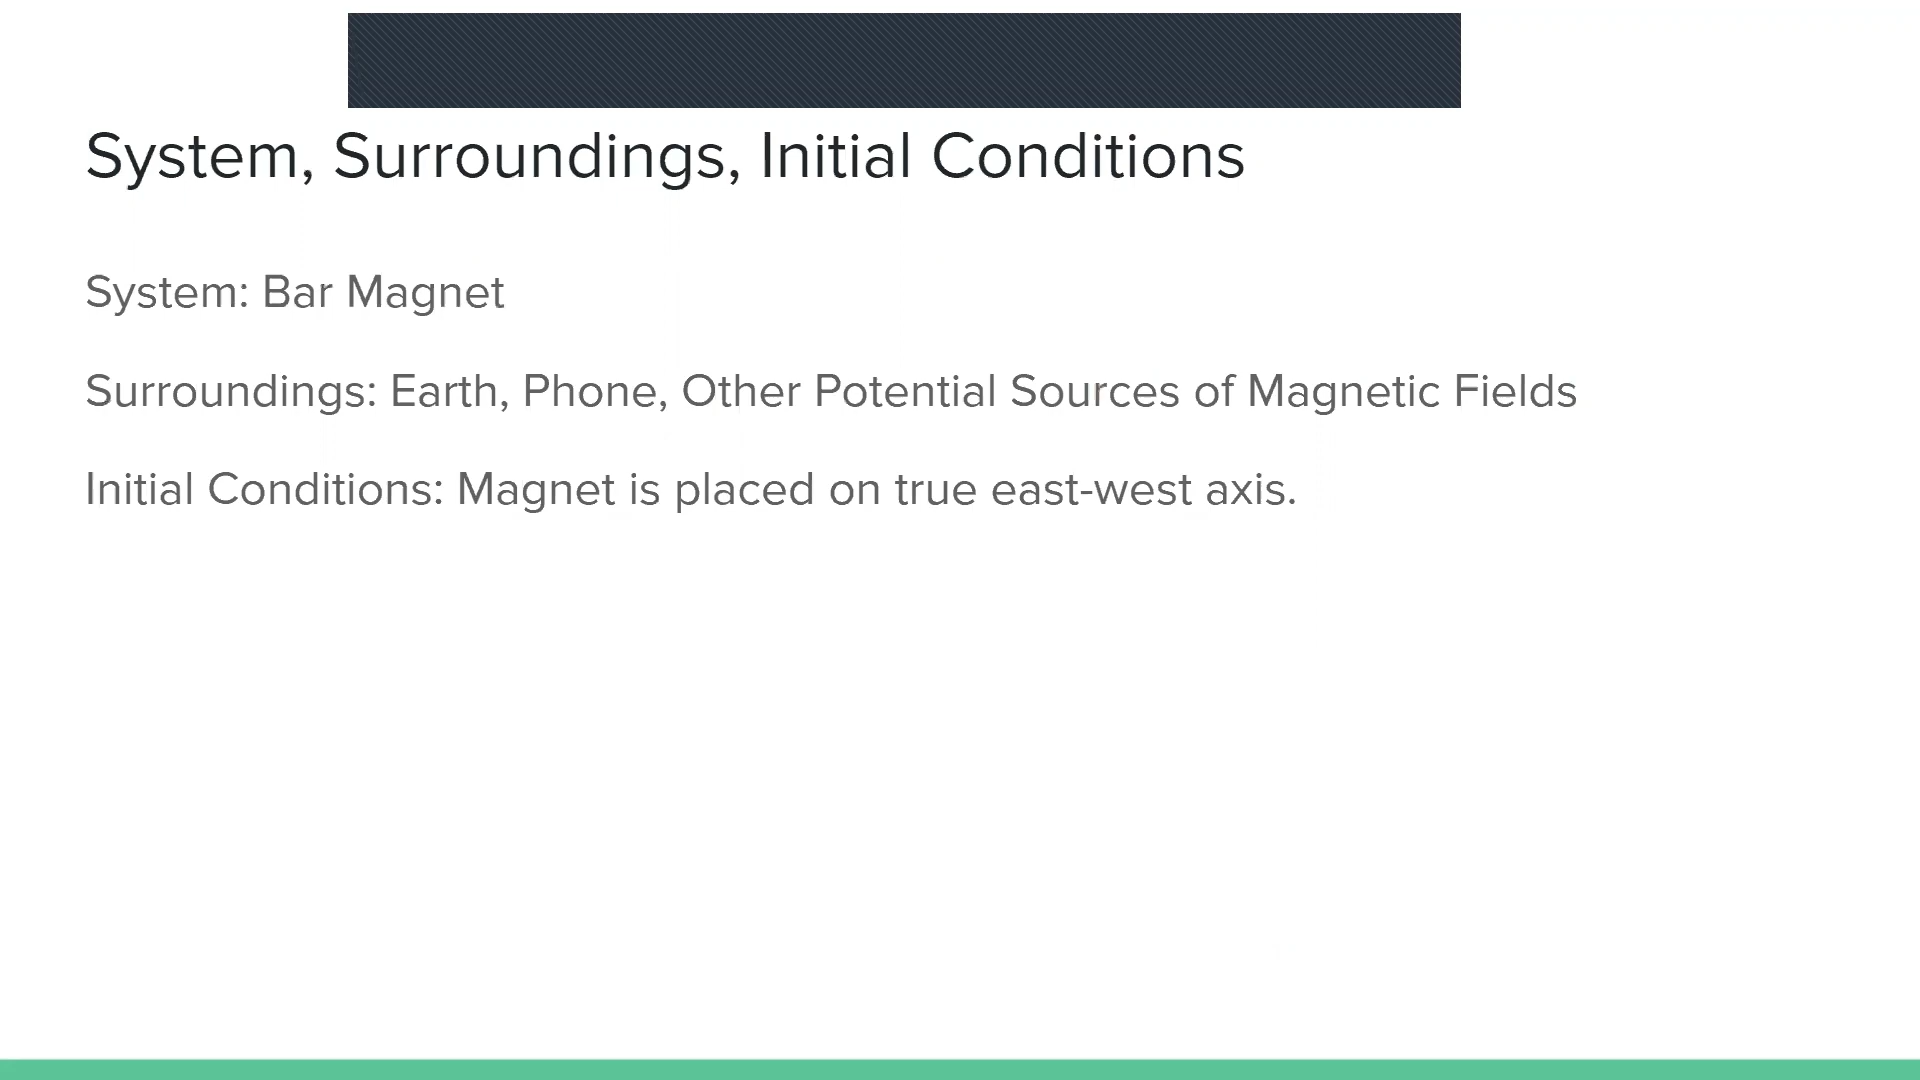 System, Surroundings, Initial Conditions
System: Bar Magnet
Surroundings: Earth, Phone, Other Potential Sources of Magnetic Fields
Initial Conditions: Magnet is placed on true east-west axis.